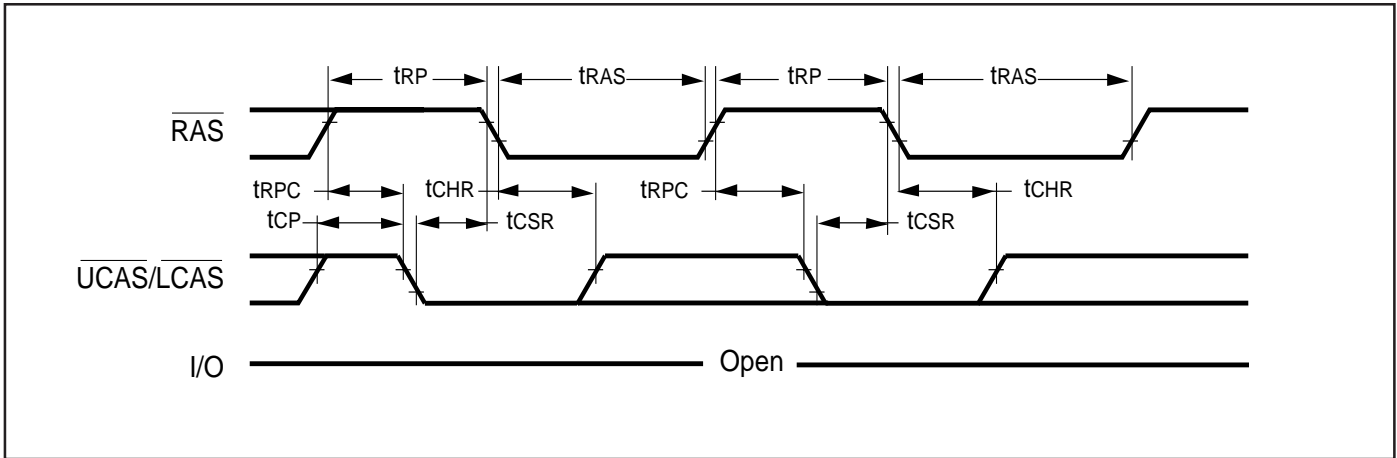 tRP tRAS tRP tRAS
RAS
tRPC tCHR tRPC tCHR
tCP tCSR tCSR
UCAS/LCAS
I/O Open